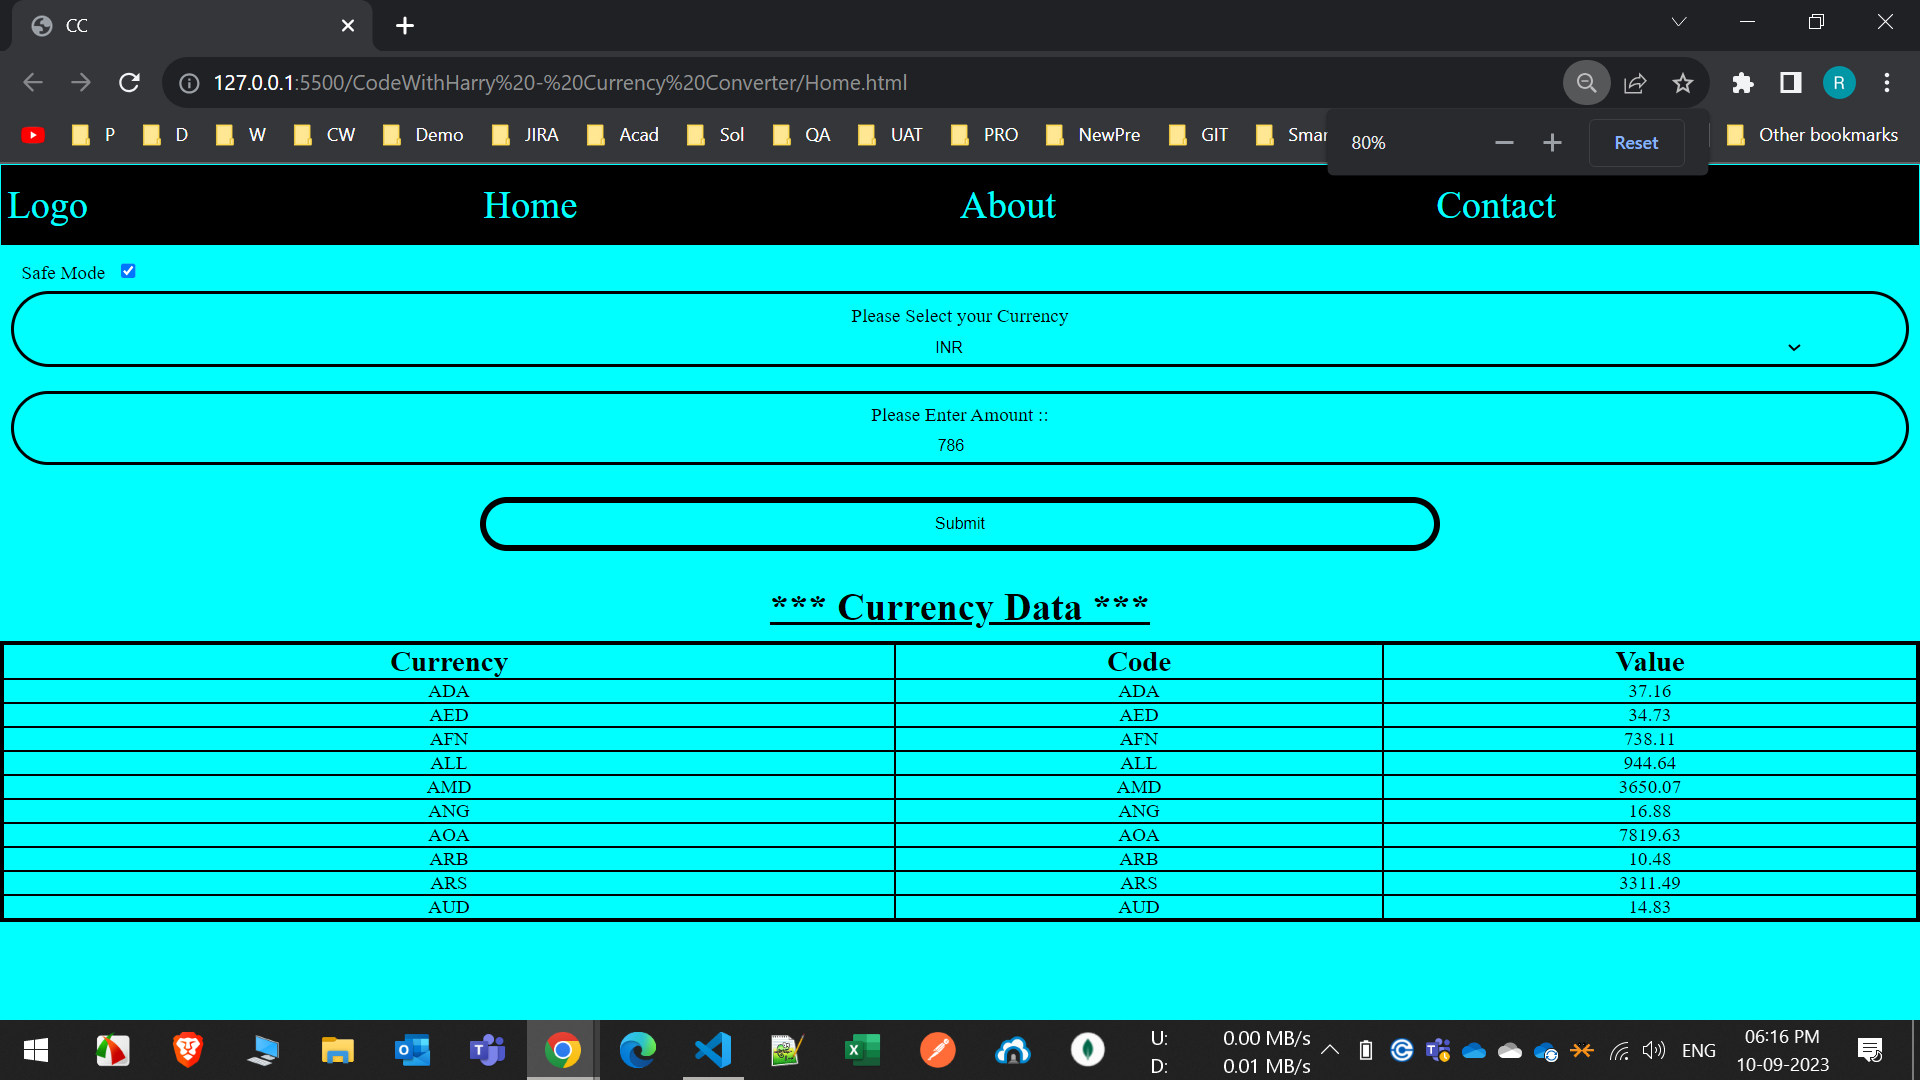 CC
127.0.0.1:5500/CodeWithHarry%20-%20Currency%20Converter/Home.html
R
P D W CW Demo JIRA Acad Sol QA UAT PRO NewPre GIT Smar Other bookmarks
80% Reset
Logo Home About Contact
Safe Mode
Please Select your Currency
INR
Please Enter Amount ::
786
Submit
*** Currency Data ***
Currency Code Value
ADA ADA 37.16
AED AED 34.73
AFN AFN 738.11
ALL ALL 944.64
AMD AMD 3650.07
ANG ANG 16.88
AOA AOA 7819.63
ARB ARB 10.48
ARS ARS 3311.49
AUD AUD 14.83
U: 0.00 MB/s
D: 0.01 MB/s
ENG
06:16 PM
10-09-2023